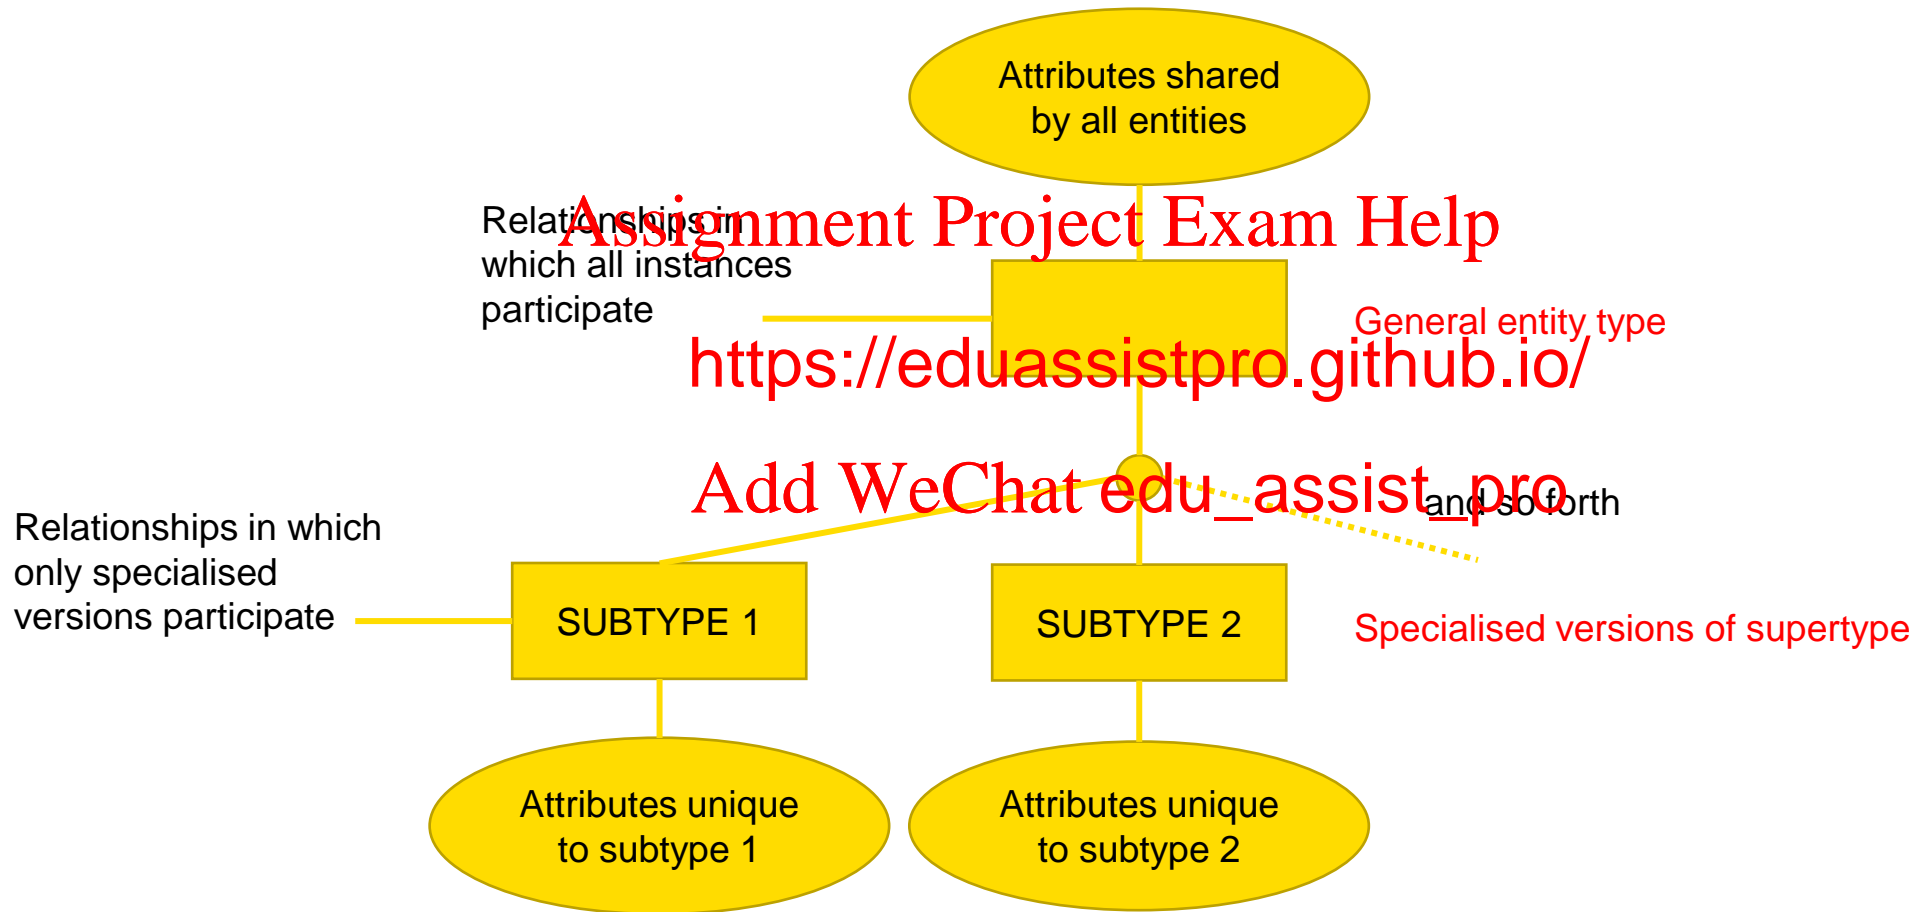 Attributes shared
by all entities
Assignment Project Exam Help
Relationships in
which all instances
participate
General entity type
https://eduassistpro.github.io/
Add WeChat edu_assist_pro
and so forth
Relationships in which
only specialised
versions participate
SUBTYPE 1
SUBTYPE 2
Specialised versions of supertype
Attributes unique
to subtype 1
Attributes unique
to subtype 2